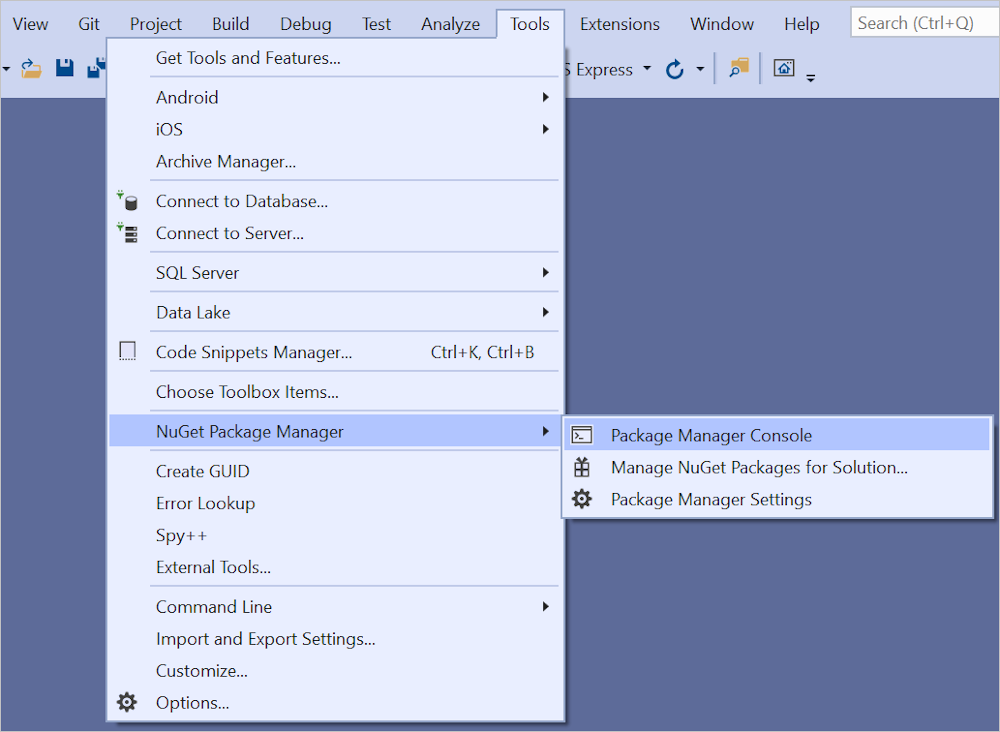 View Git Project Build Debug Test Analyze Tools Extensions Window Help Search (Ctrl+Q)
S Express
Get Tools and Features...
Android
iOS
Archive Manager...
Connect to Database...
Connect to Server...
SQL Server
Data Lake
Code Snippets Manager... Ctrl+K, Ctrl+B
Choose Toolbox Items...
NuGet Package Manager
Package Manager Console
Manage NuGet Packages for Solution...
Package Manager Settings
Create GUID
Error Lookup
Spy++
External Tools...
Command Line
Import and Export Settings...
Customize...
Options...